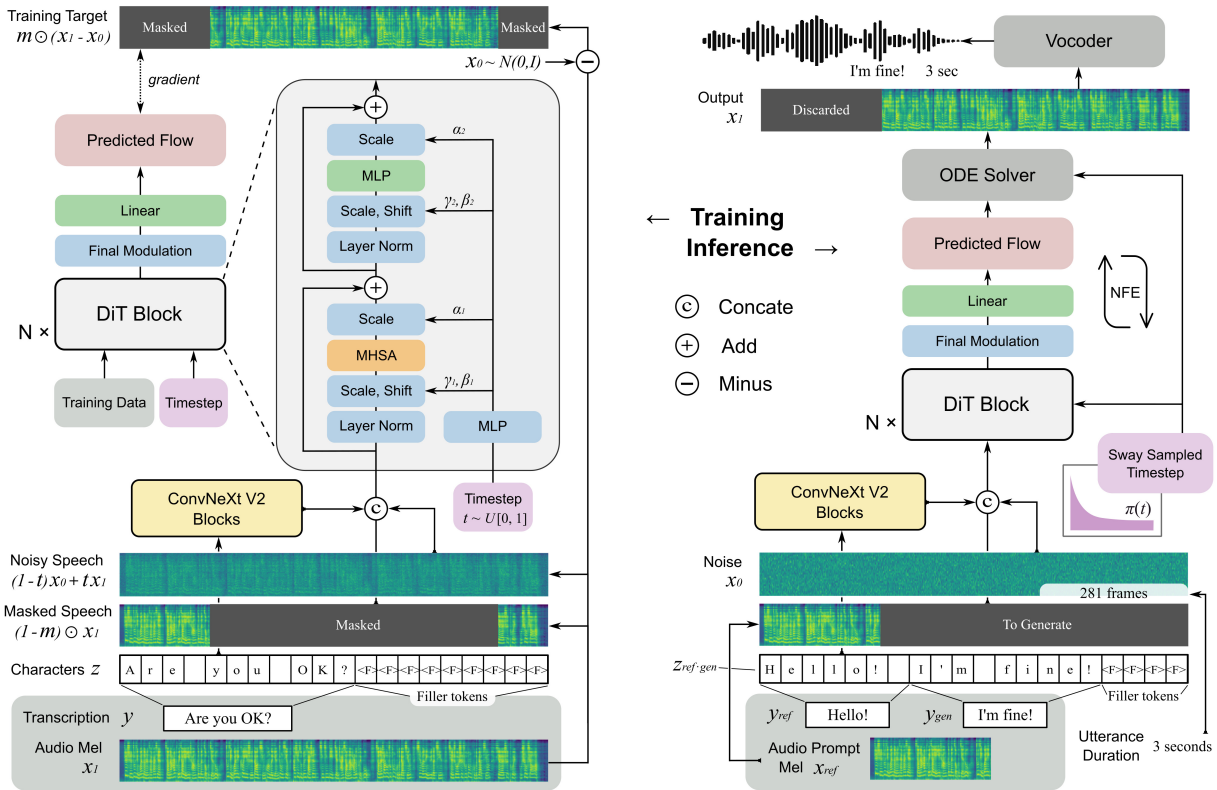 Training Target
m ⊙ (x₁ - x₀)
Masked
Masked
x₀ ~ N(0,I)
gradient
Predicted Flow
Linear
Final Modulation
DiT Block
N ×
Training Data
Timestep
Scale
α₂
MLP
Scale, Shift
γ₂, β₂
Layer Norm
Scale
α₁
MHSA
Scale, Shift
γ₁, β₁
Layer Norm
MLP
Timestep
t ~ U[0, 1]
ConvNeXt V2
Blocks
c
Noisy Speech
(1 - t) x₀ + t x₁
Masked Speech
(1 - m) ⊙ x₁
Masked
Characters z
A r e y o u O K ? <F> <F> <F> <F> <F> <F> <F> <F> <F>
Filler tokens
Transcription y
Are you OK?
Audio Mel
x₁
← Training
Inference →
c Concate
+ Add
− Minus
Vocoder
I'm fine! 3 sec
Output
x₁
Discarded
ODE Solver
Predicted Flow
Linear
Final Modulation
NFE
DiT Block
N ×
Sway Sampled
Timestep
π(t)
ConvNeXt V2
Blocks
c
Noise
x₀
281 frames
To Generate
z ref·gen
H e l l o ! I ' m f i n e ! <F> <F> <F> <F>
Filler tokens
y ref
Hello!
y gen
I'm fine!
Audio Prompt
Mel x ref
Utterance
Duration
3 seconds